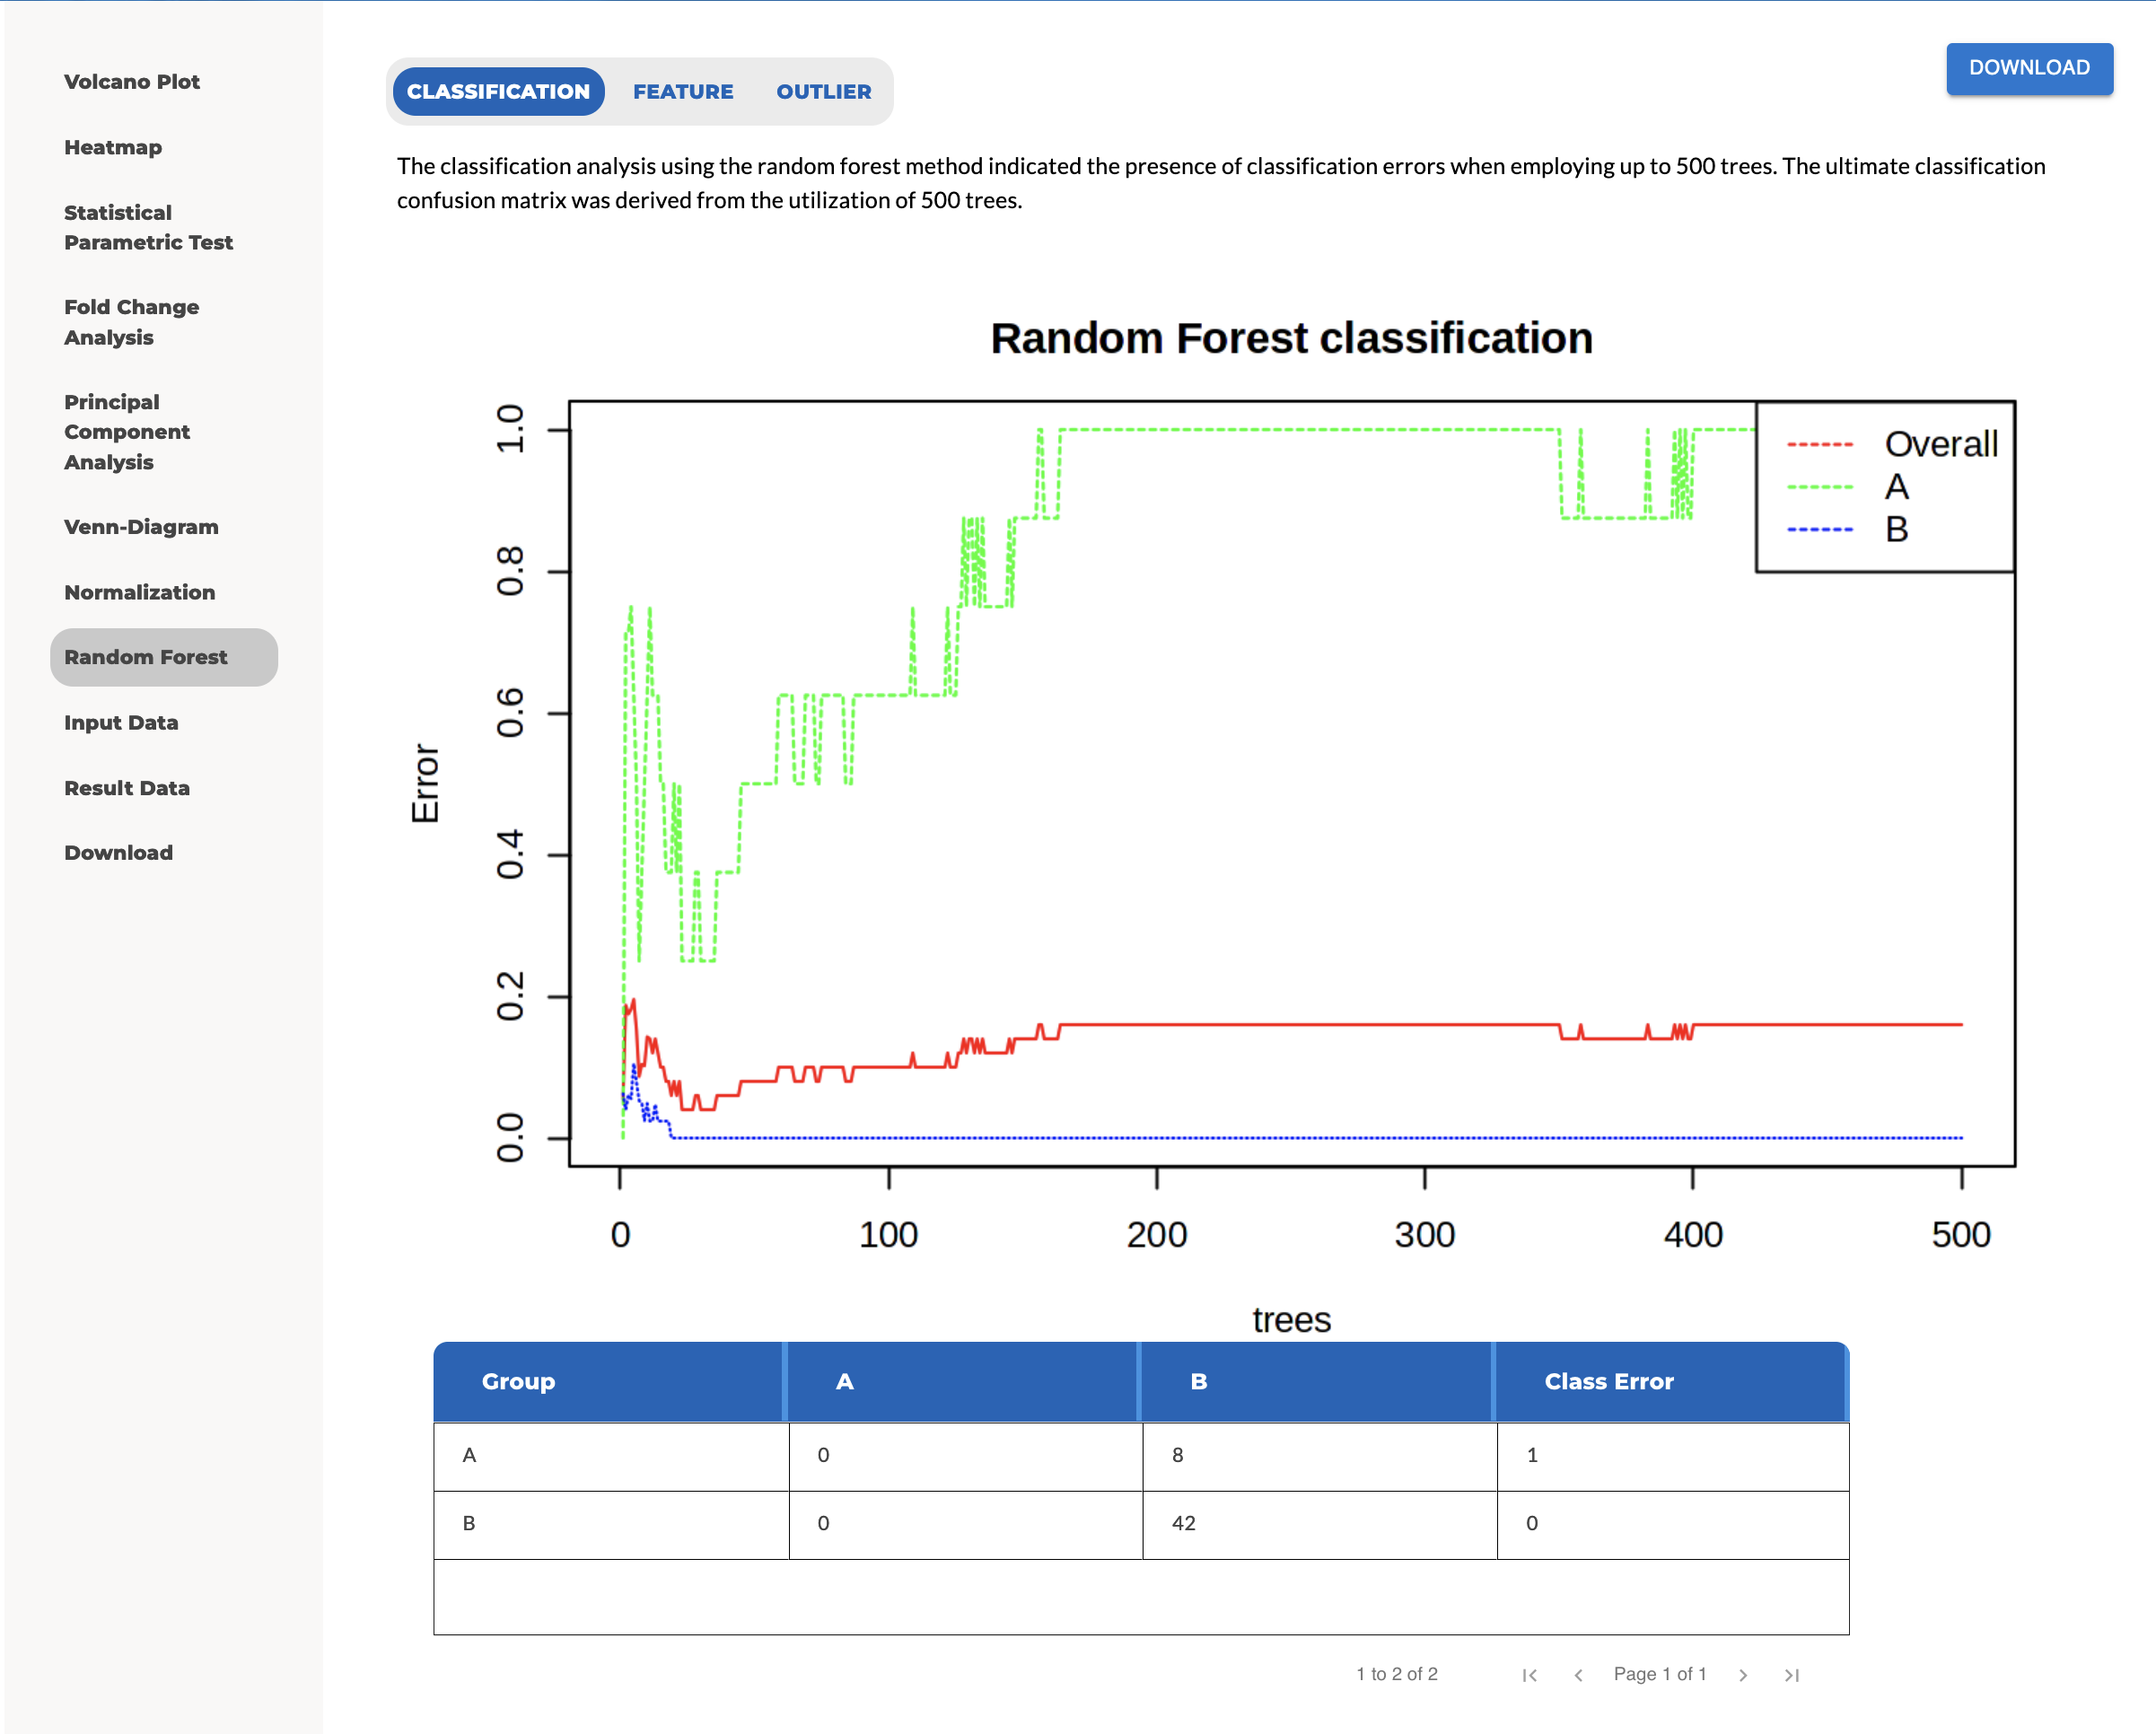 Volcano Plot
Heatmap
Statistical
Parametric Test
Fold Change
Analysis
Principal
Component
Analysis
Venn-Diagram
Normalization
Random Forest
Input Data
Result Data
Download
CLASSIFICATION FEATURE OUTLIER
DOWNLOAD
The classification analysis using the random forest method indicated the presence of classification errors when employing up to 500 trees. The ultimate classification
confusion matrix was derived from the utilization of 500 trees.
Random Forest classification
Error
1.0
0.8
0.6
0.4
0.2
0.0
Overall
A
B
0 100 200 300 400 500
trees
Group A B Class Error
A 0 8 1
B 0 42 0
1 to 2 of 2 Page 1 of 1